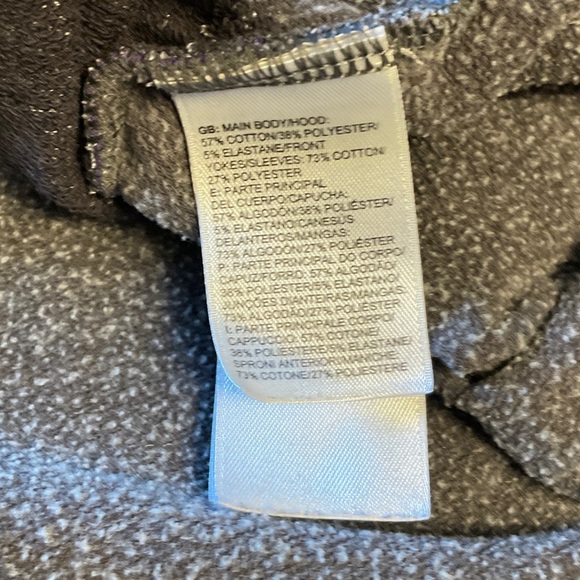 GB: MAIN BODY/HOOD:
57% COTTON/38% POLYESTER/
5% ELASTANE/FRONT
YOKES/SLEEVES: 73% COTTON/
27% POLYESTER
E: PARTE PRINCIPAL
DEL CUERPO/CAPUCHA:
57% ALGODÓN/38% POLIÉSTER/
5% ELASTANO/CANESÚS
DELANTEROS/MANGAS:
73% ALGODÓN/27% POLIÉSTER
P: PARTE PRINCIPAL DO CORPO/
CAPUZ/FORRO: 57% ALGODÃO/
38% POLIÉSTER/5% ELASTANO/
JUNÇÕES DIANTEIRAS/MANGAS:
73% ALGODÃO/27% POLIÉSTER
I: PARTE PRINCIPALE CORPO/
CAPPUCCIO: 57% COTONE/
38% POLIESTERE/5% ELASTANE/
SPRONI ANTERIORI/MANICHE:
73% COTONE/27% POLIESTERE